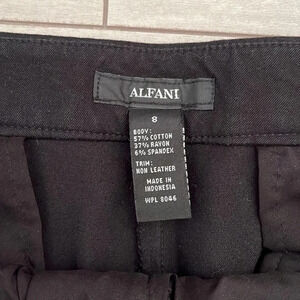 ALFANI
8
BODY:
57% COTTON
37% RAYON
6% SPANDEX
TRIM:
NON LEATHER
MADE IN
INDONESIA
WPL 8046